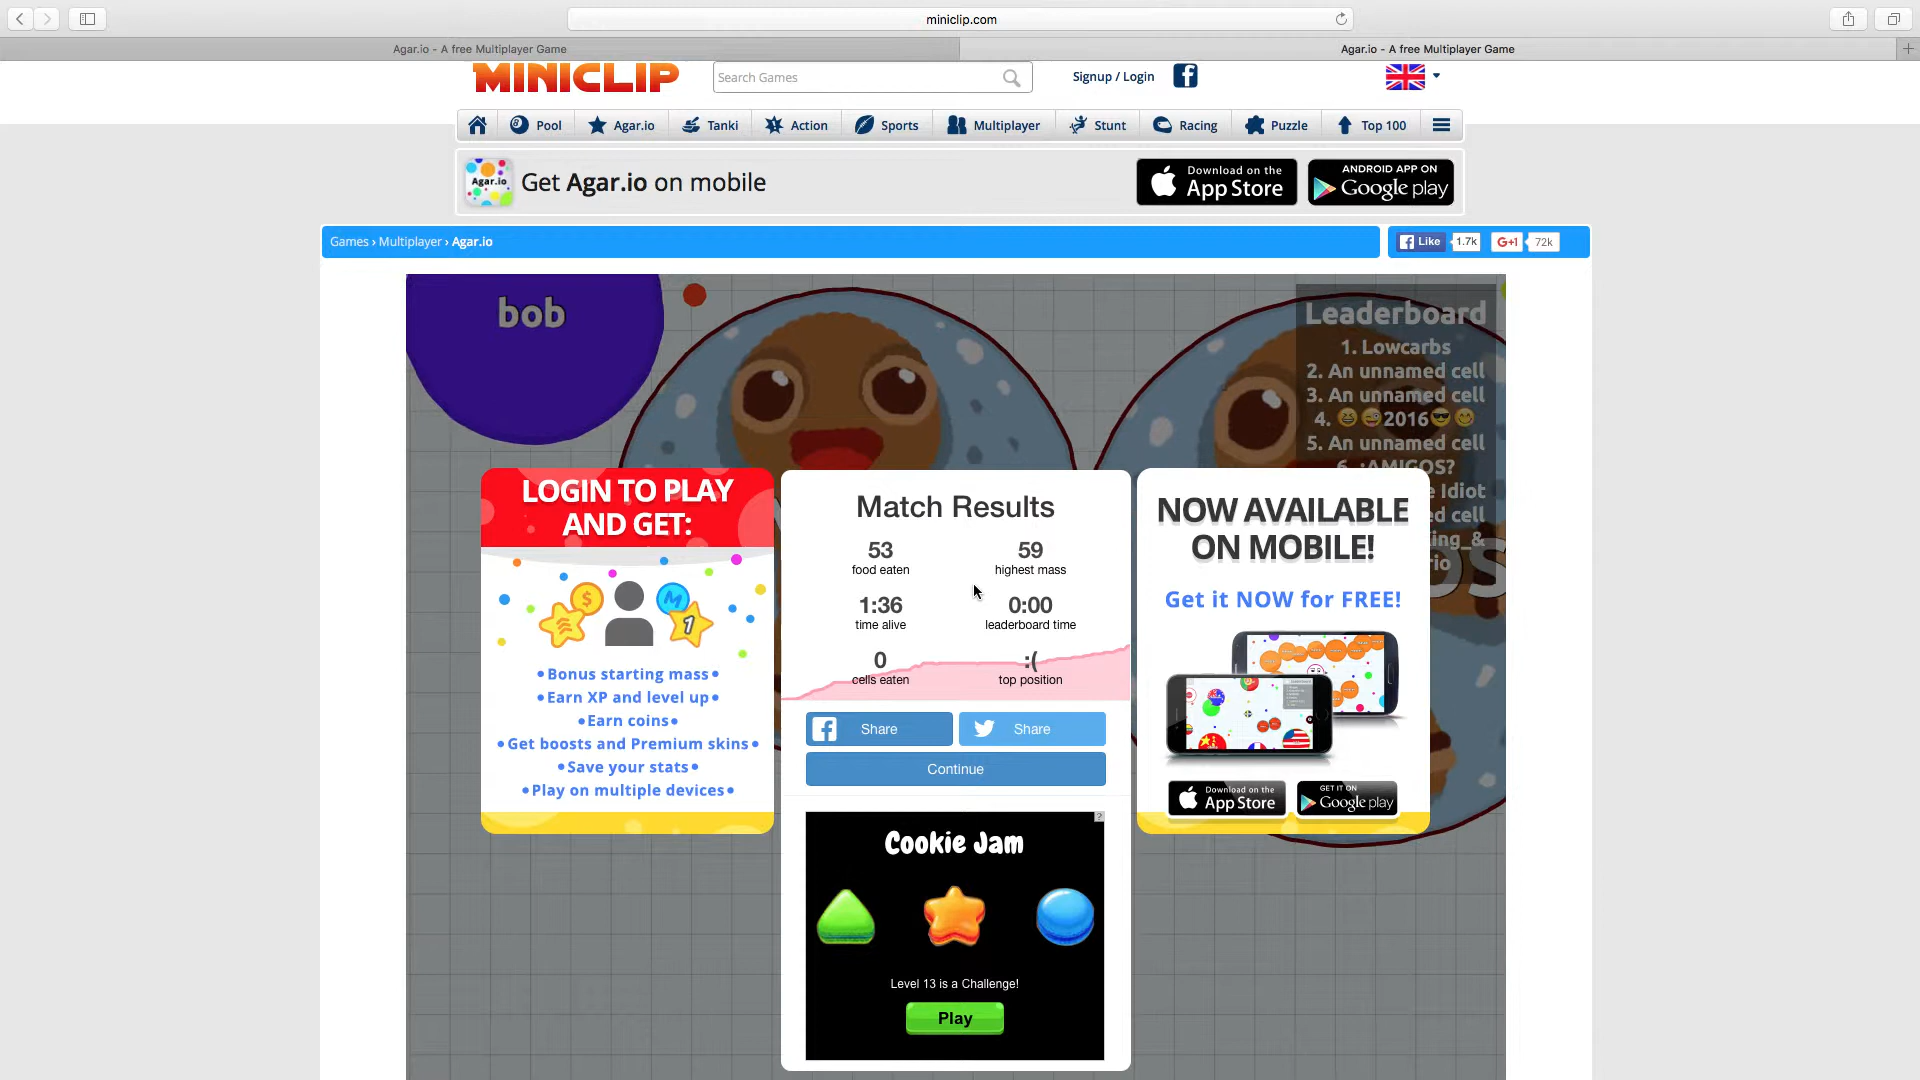 miniclip.com
Agar.io - A free Multiplayer Game
Agar.io - A free Multiplayer Game
MINICLIP
Search Games
Signup / Login
Pool
Agar.io
Tanki
Action
Sports
Multiplayer
Stunt
Racing
Puzzle
Top 100
Agar.io
Get Agar.io on mobile
Download on the
App Store
ANDROID APP ON
Google play
Games › Multiplayer › Agar.io
Like
1.7k
G+1
72k
bob
Leaderboard
1. Lowcarbs
2. An unnamed cell
3. An unnamed cell
4. 😆😜2016😎😊
5. An unnamed cell
6. ¿AMIGOS?
Idiot
cell
ing_&
rio
LOGIN TO PLAY
AND GET:
•Bonus starting mass•
•Earn XP and level up•
•Earn coins•
•Get boosts and Premium skins•
•Save your stats•
•Play on multiple devices•
Match Results
53
food eaten
59
highest mass
1:36
time alive
0:00
leaderboard time
0
cells eaten
:(
top position
Share
Share
Continue
Cookie Jam
Level 13 is a Challenge!
Play
NOW AVAILABLE
ON MOBILE!
Get it NOW for FREE!
Download on the
App Store
GET IT ON
Google play